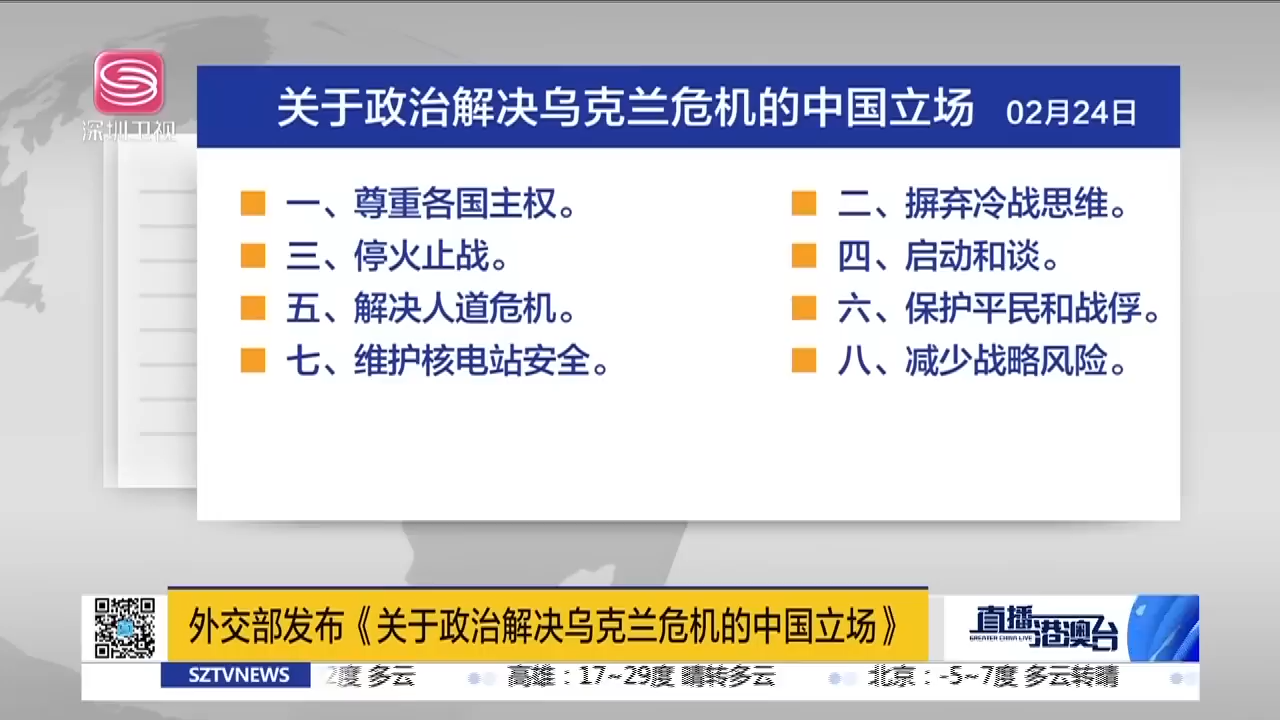 深圳卫视
关于政治解决乌克兰危机的中国立场 02月24日
一、尊重各国主权。
二、摒弃冷战思维。
三、停火止战。
四、启动和谈。
五、解决人道危机。
六、保护平民和战俘。
七、维护核电站安全。
八、减少战略风险。
外交部发布《关于政治解决乌克兰危机的中国立场》
直播港澳台
GREATER CHINA LIVE
SZTVNEWS
2度 多云 高雄：17~29度 晴转多云 北京：-5~7度 多云转晴